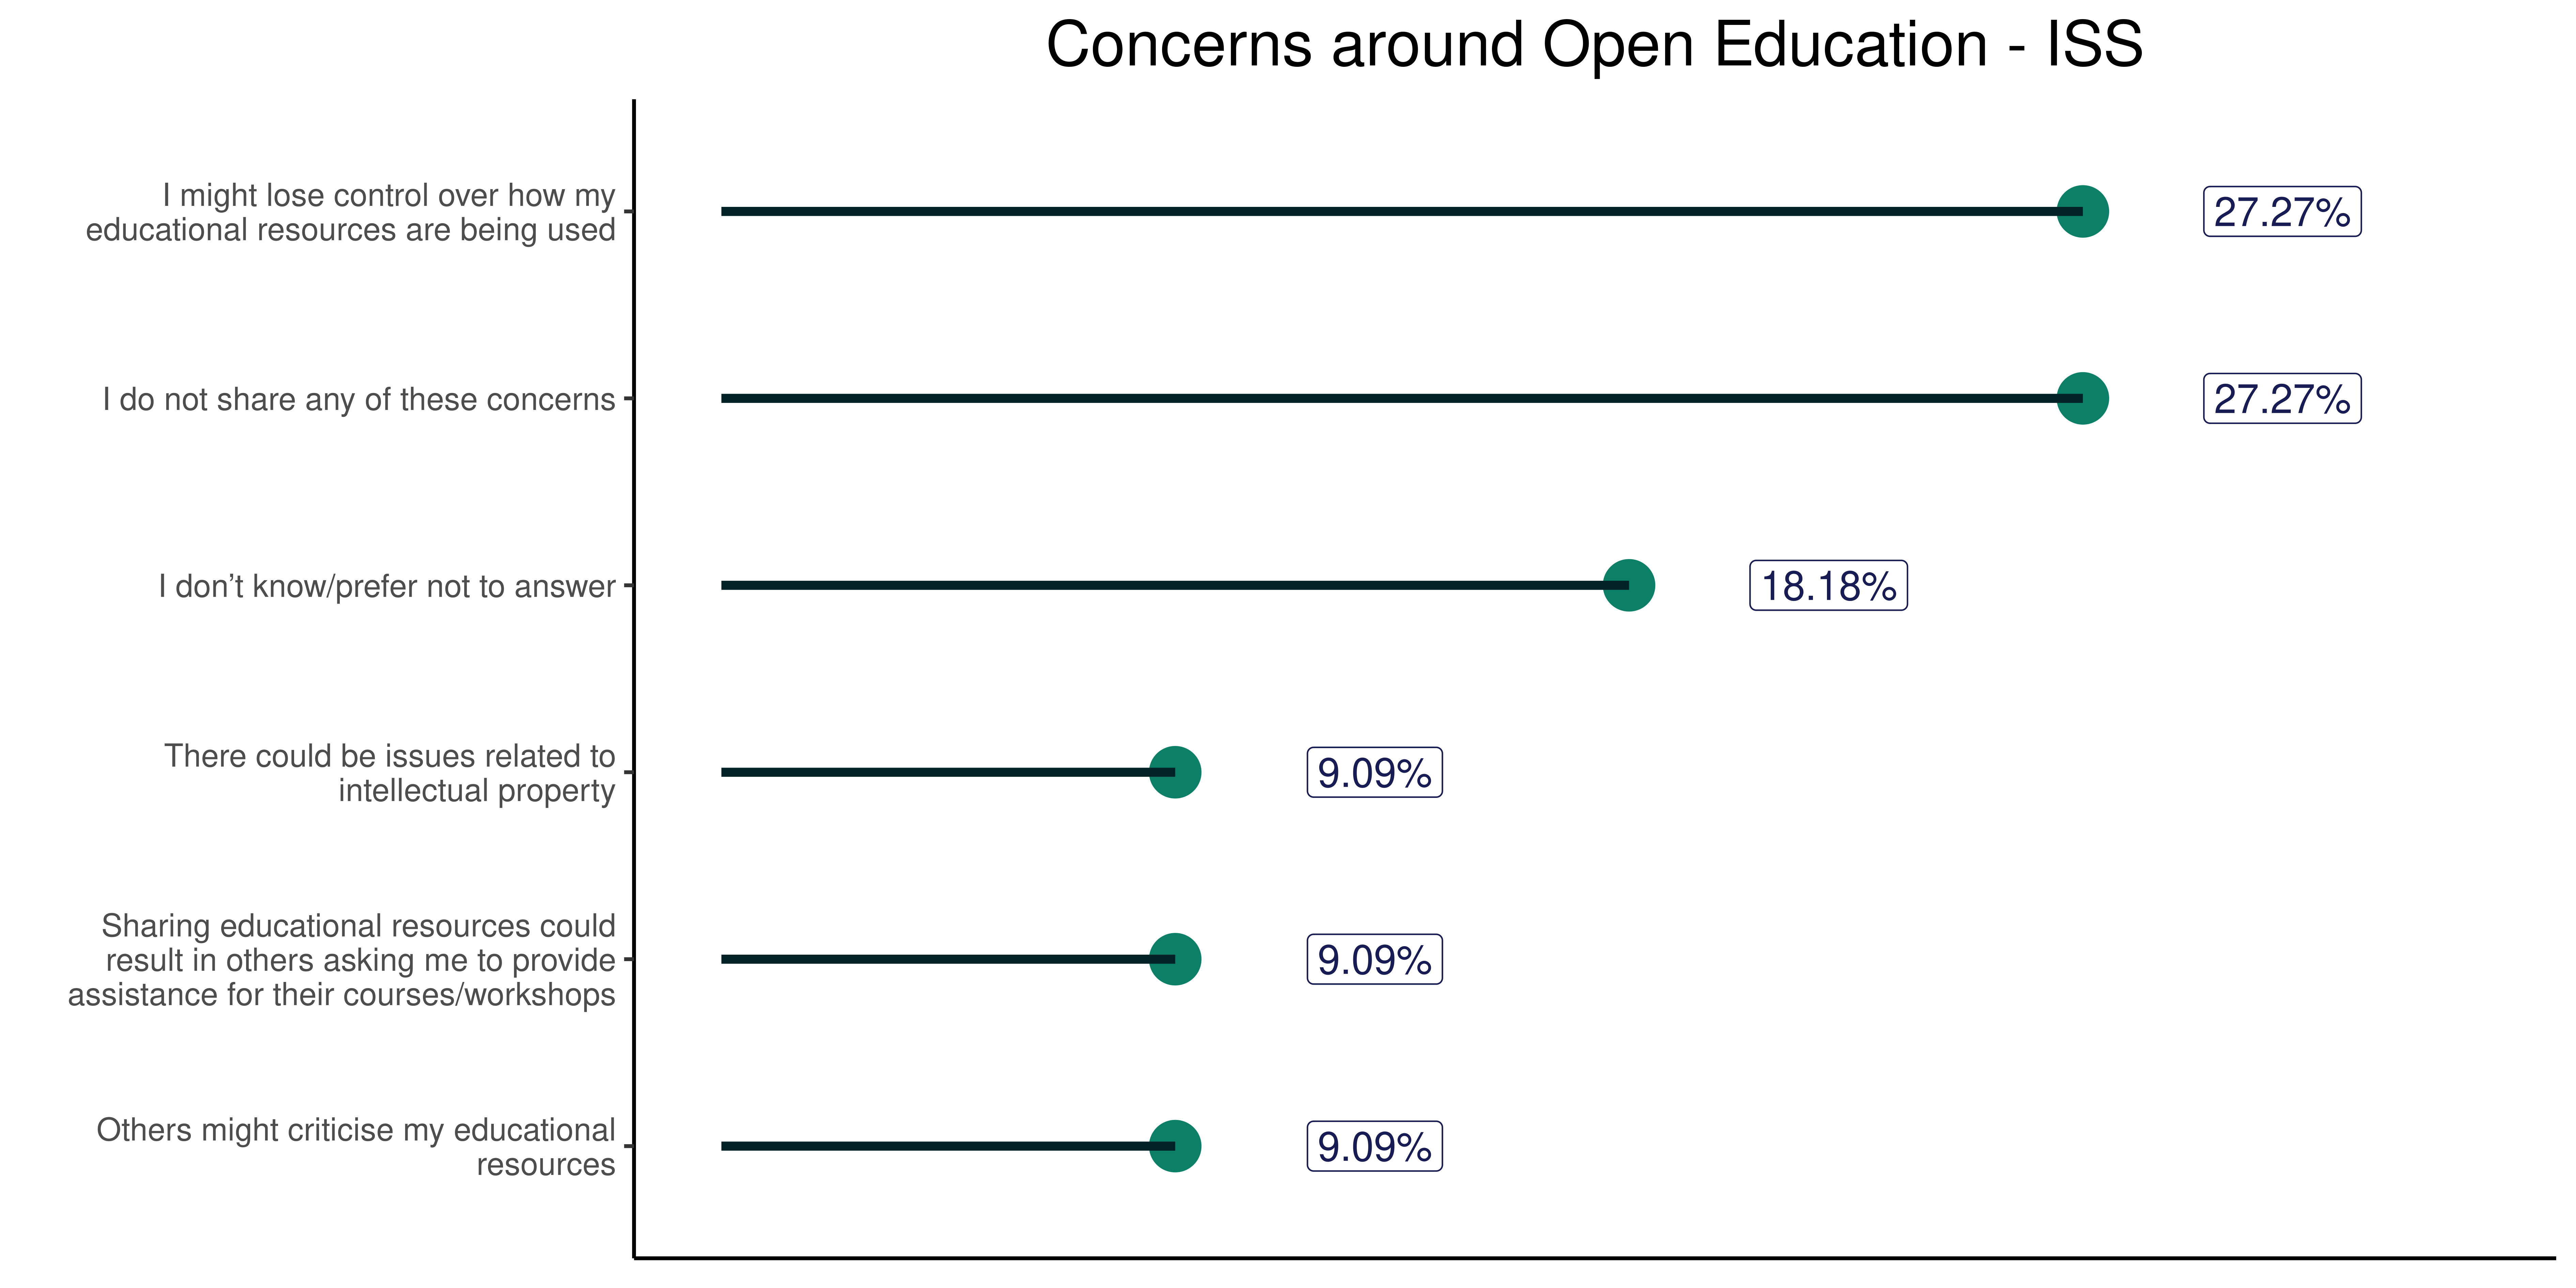 Concerns around Open Education - ISS
I might lose control over how my
educational resources are being used
27.27%
I do not share any of these concerns
27.27%
I don’t know/prefer not to answer
18.18%
There could be issues related to
intellectual property
9.09%
Sharing educational resources could
result in others asking me to provide
assistance for their courses/workshops
9.09%
Others might criticise my educational
resources
9.09%